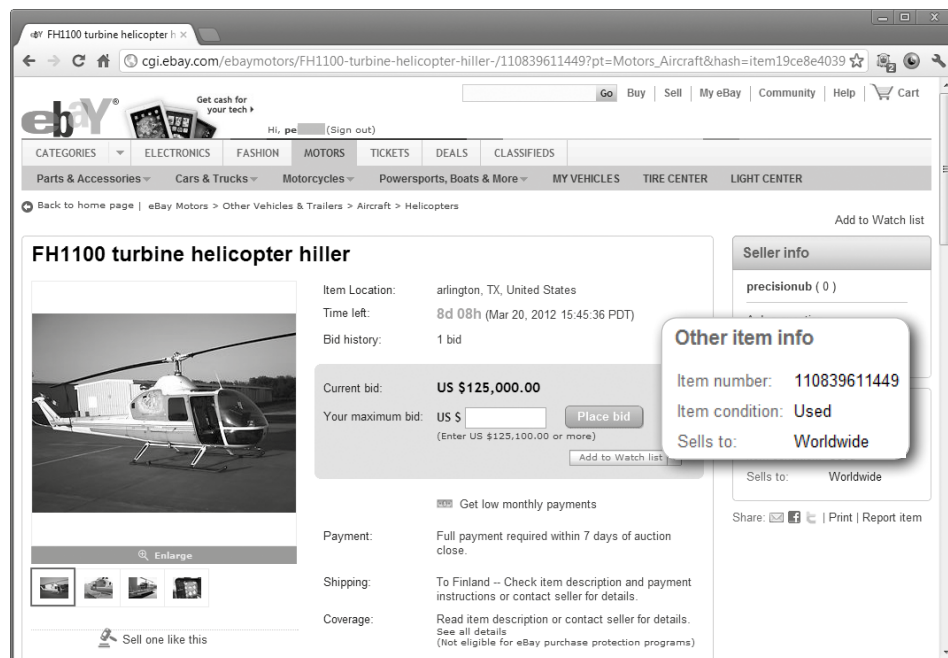 FH1100 turbine helicopter h
cgi.ebay.com/ebaymotors/FH1100-turbine-helicopter-hiller-/110839611449?pt=Motors_Aircraft&hash=item19ce8e4039
2
ebY®
Get cash for
your tech
Hi, pe (Sign out)
Go Buy | Sell | My eBay | Community | Help | Cart
CATEGORIES ELECTRONICS FASHION MOTORS TICKETS DEALS CLASSIFIEDS
Parts & Accessories Cars & Trucks Motorcycles Powersports, Boats & More MY VEHICLES TIRE CENTER LIGHT CENTER
Back to home page | eBay Motors > Other Vehicles & Trailers > Aircraft > Helicopters
Add to Watch list
FH1100 turbine helicopter hiller
Item Location: arlington, TX, United States
Time left: 8d 08h (Mar 20, 2012 15:45:36 PDT)
Bid history: 1 bid
Current bid: US $125,000.00
Your maximum bid: US $ Place bid
(Enter US $125,100.00 or more)
Add to Watch list
Get low monthly payments
Payment: Full payment required within 7 days of auction
close.
Shipping: To Finland -- Check item description and payment
instructions or contact seller for details.
Coverage: Read item description or contact seller for details.
See all details
(Not eligible for eBay purchase protection programs)
Enlarge
Sell one like this
Seller info
precisionub ( 0 )
Other item info
Item number: 110839611449
Item condition: Used
Sells to: Worldwide
Sells to: Worldwide
Share: | Print | Report item